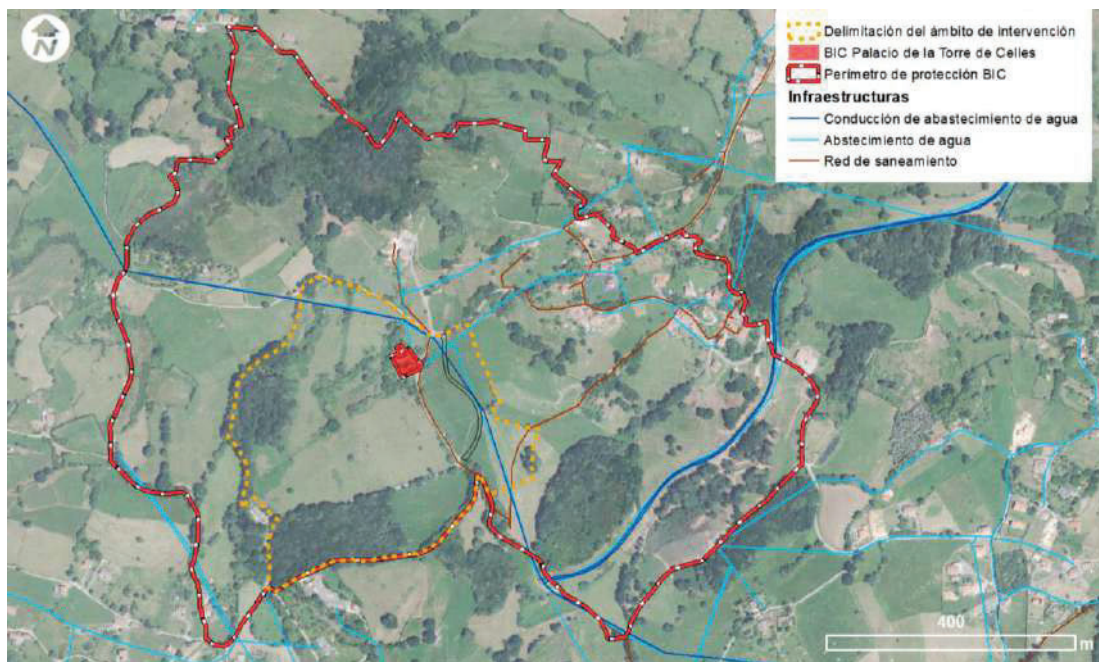 N
Delimitación del ámbito de intervención
BIC Palacio de la Torre de Celles
Perímetro de protección BIC
Infraestructuras
Conducción de abastecimiento de agua
Abstecimiento de agua
Red de saneamiento
400
m